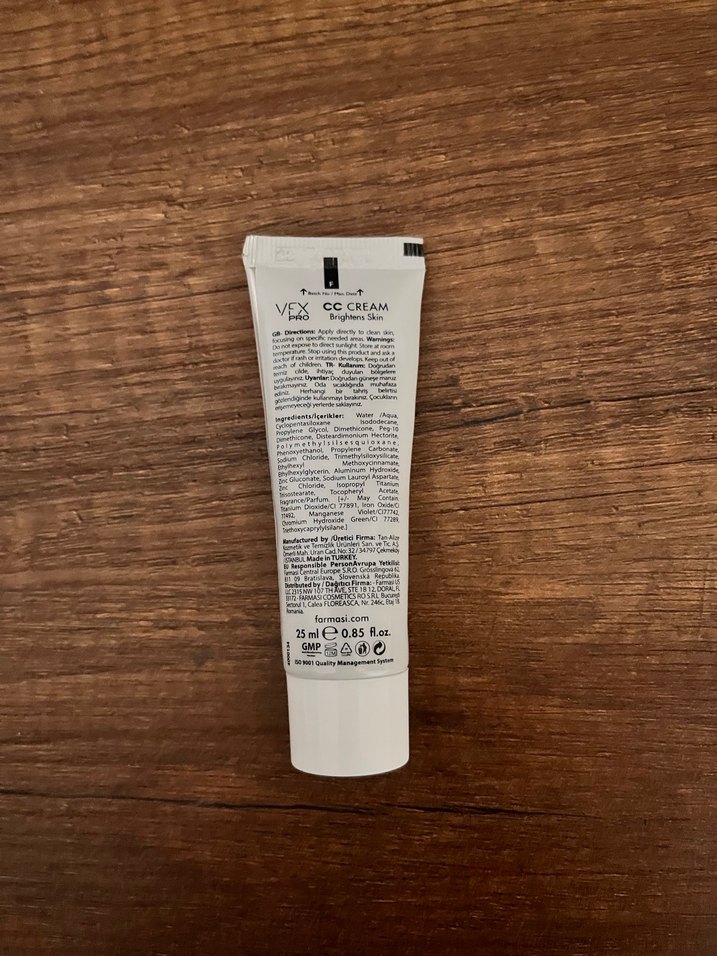 F
Batch No / Man. Date
VFX PRO
CC CREAM
Brightens Skin
GB- Directions: Apply directly to clean skin,
focusing on specific needed areas. Warnings:
Do not expose to direct sunlight. Store at room
temperature. Stop using this product and ask a
doctor if rash or irritation develops. Keep out of
reach of children. TR- Kullanım: Doğrudan
temiz cilde, ihtiyaç duyulan bölgelere
uygulayınız. Uyarılar: Doğrudan güneşe maruz
bırakmayınız. Oda sıcaklığında muhafaza
ediniz. Herhangi bir tahriş belirtisi
gözlendiğinde kullanmayı bırakınız. Çocukların
erişemeyeceği yerlerde saklayınız.
Ingredients/İçerikler: Water /Aqua,
Cyclopentasiloxane Isododecane,
Propylene Glycol, Dimethicone, Peg-10
Dimethicone, Disteardimonium Hectorite,
Polymethylsilsesquioxane,
Phenoxyethanol, Propylene Carbonate,
Sodium Chloride, Trimethylsiloxysilicate,
Ethylhexyl Methoxycinnamate,
Ethylhexylglycerin, Aluminum Hydroxide,
Zinc Gluconate, Sodium Lauroyl Aspartate,
Zinc Chloride, Isopropyl Titanium
Triisostearate, Tocopheryl Acetate,
Fragrance/Parfum. [+/- May Contain
Titanium Dioxide/CI 77891, Iron Oxide/CI
77492, Manganese Violet/CI77742,
Chromium Hydroxide Green/CI 77289,
Triethoxycaprylylsilane.]
Manufactured by /Üretici Firma: Tan-Alize
Kozmetik ve Temizlik Ürünleri San. ve Tic. A.Ş.
Ömerli Mah. Uran Cad. No: 32 / 34797 Çekmeköy
İSTANBUL Made in TURKEY.
EU Responsible PersonAvrupa Yetkilisi:
Farmasi Central Europe S.R.O. Grösslingova 62,
811 09 Bratislava, Slovenská Republika
Distributed by / Dağıtıcı Firma: - Farmasi US
LLC 2315 NW 107 TH AVE, STE 1B 12, DORAL, FL
33172 - FARMASI COSMETICS RO S.R.L. București
Sectorul 1, Calea FLOREASCA, Nr. 246c, Etaj 18
Romania.
farmasi.com
25 ml e 0.85 fl.oz.
GMP
12M
ISO 9001 Quality Management System